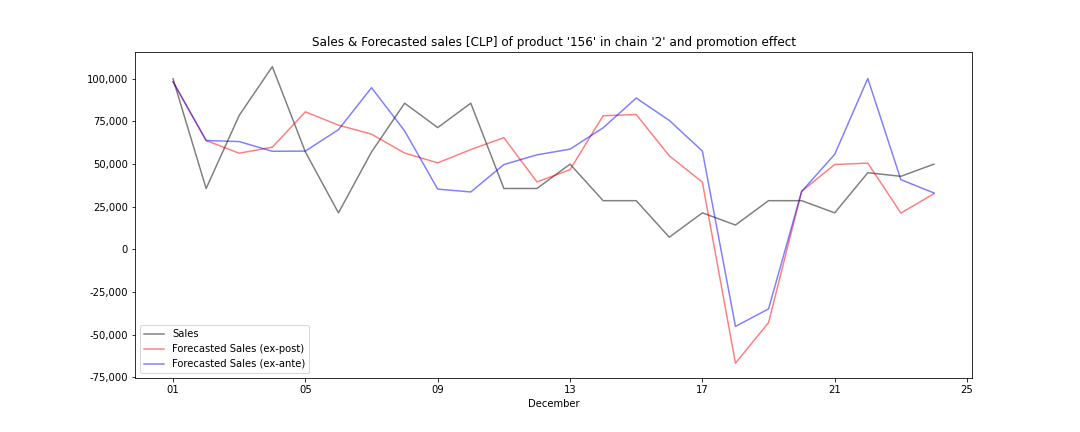 Sales & Forecasted sales [CLP] of product '156' in chain '2' and promotion effect
100,000
75,000
50,000
25,000
0
-25,000
-50,000
-75,000
Sales
Forecasted Sales (ex-post)
Forecasted Sales (ex-ante)
01 05 09 13 17 21 25
December